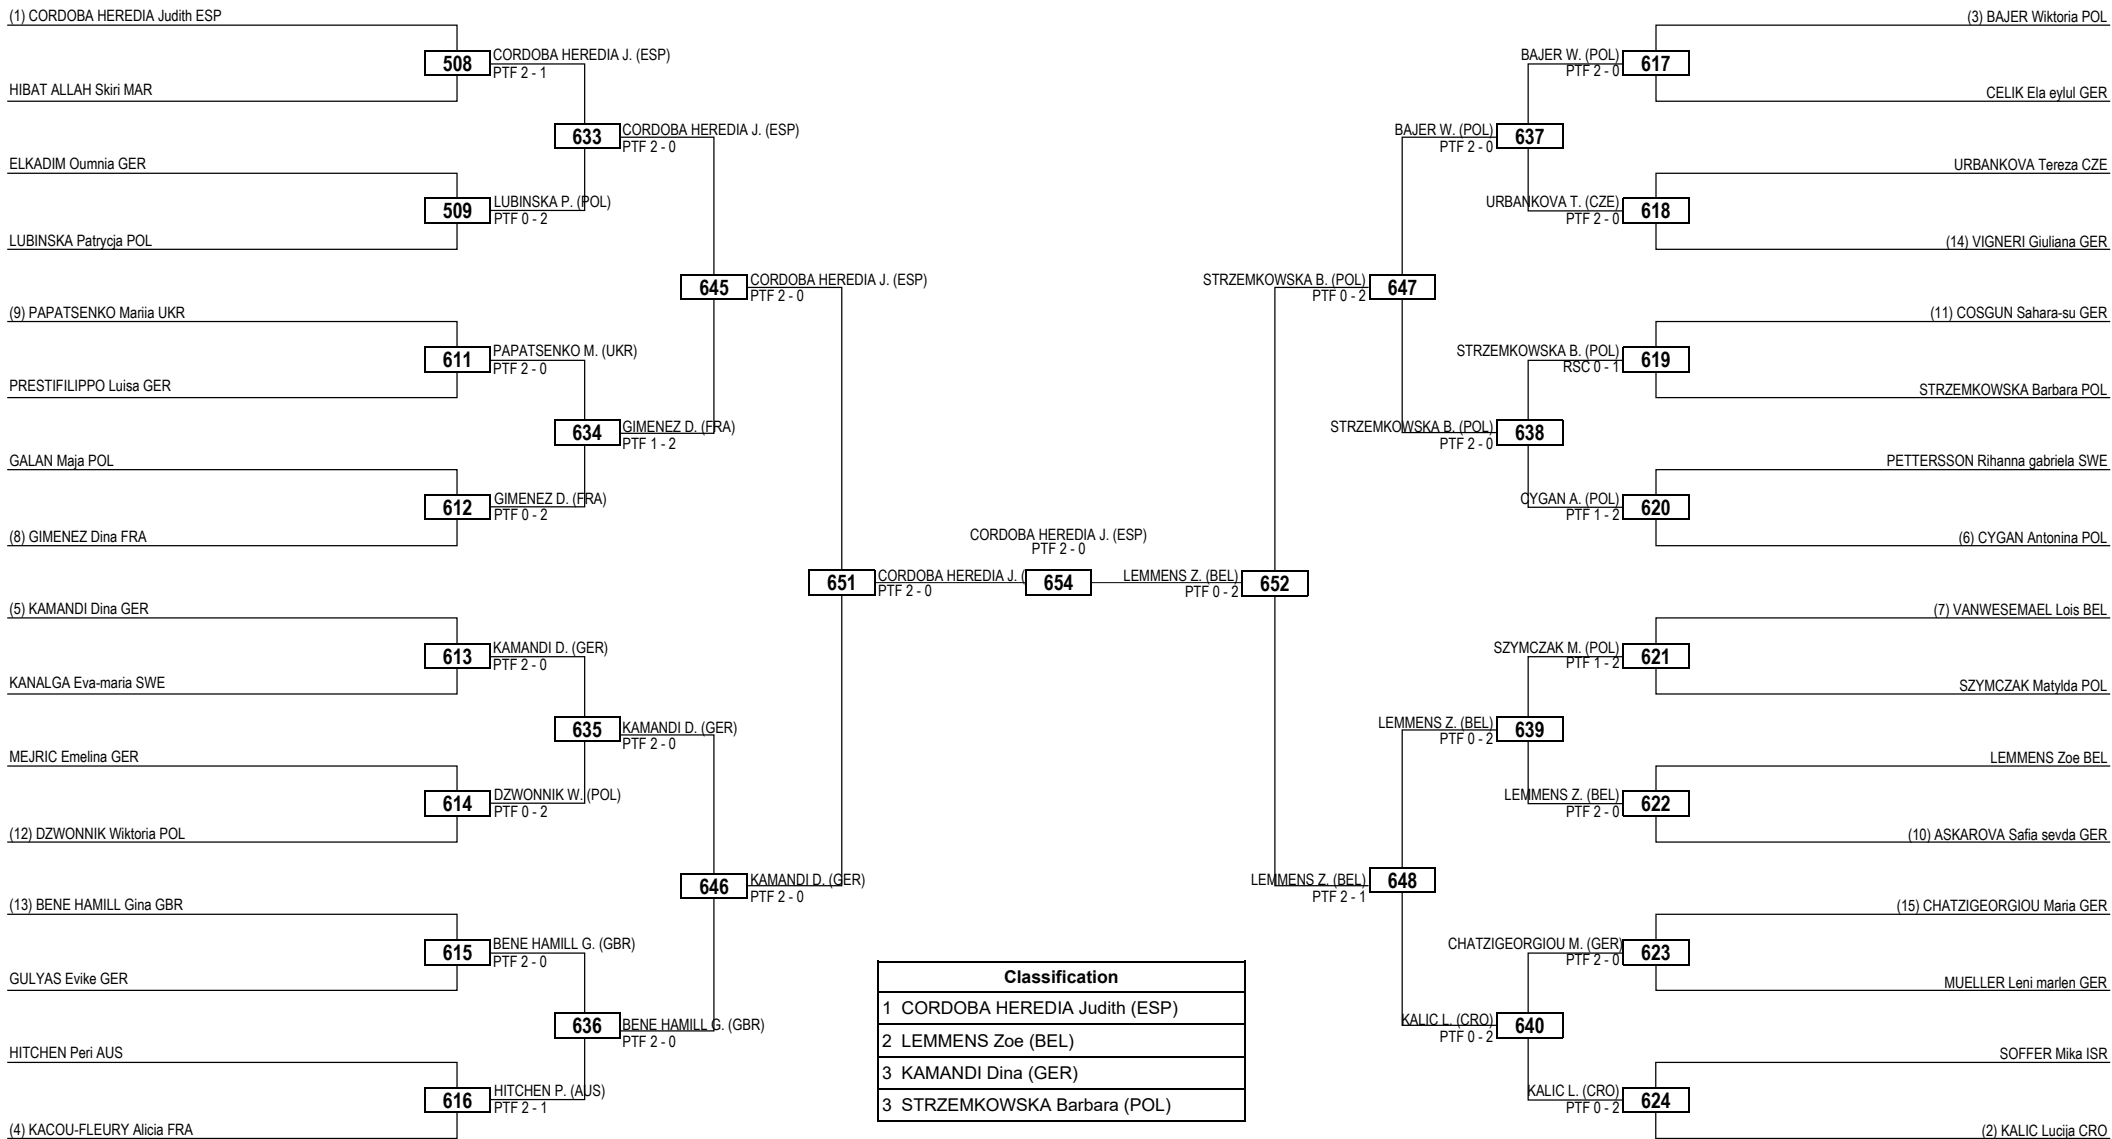 (1) CORDOBA HEREDIA Judith ESP
508
CORDOBA HEREDIA J. (ESP)
PTF 2 - 1
HIBAT ALLAH Skiri MAR
633
CORDOBA HEREDIA J. (ESP)
PTF 2 - 0
ELKADIM Oumnia GER
509
LUBINSKA P. (POL)
PTF 0 - 2
LUBINSKA Patrycja POL
645
CORDOBA HEREDIA J. (ESP)
PTF 2 - 0
(9) PAPATSENKO Mariia UKR
611
PAPATSENKO M. (UKR)
PTF 2 - 0
PRESTIFILIPPO Luisa GER
634
GIMENEZ D. (FRA)
PTF 1 - 2
GALAN Maja POL
612
GIMENEZ D. (FRA)
PTF 0 - 2
(8) GIMENEZ Dina FRA
651
CORDOBA HEREDIA J. (
PTF 2 - 0
(5) KAMANDI Dina GER
613
KAMANDI D. (GER)
PTF 2 - 0
KANALGA Eva-maria SWE
635
KAMANDI D. (GER)
PTF 2 - 0
MEJRIC Emelina GER
614
DZWONNIK W. (POL)
PTF 0 - 2
(12) DZWONNIK Wiktoria POL
646
KAMANDI D. (GER)
PTF 2 - 0
(13) BENE HAMILL Gina GBR
615
BENE HAMILL G. (GBR)
PTF 2 - 0
GULYAS Evike GER
636
BENE HAMILL G. (GBR)
PTF 2 - 0
HITCHEN Peri AUS
616
HITCHEN P. (AUS)
PTF 2 - 1
(4) KACOU-FLEURY Alicia FRA
CORDOBA HEREDIA J. (ESP)
PTF 2 - 0
654
(3) BAJER Wiktoria POL
BAJER W. (POL)
PTF 2 - 0
617
CELIK Ela eylul GER
BAJER W. (POL)
PTF 2 - 0
637
URBANKOVA Tereza CZE
URBANKOVA T. (CZE)
PTF 2 - 0
618
(14) VIGNERI Giuliana GER
STRZEMKOWSKA B. (POL)
PTF 0 - 2
647
(11) COSGUN Sahara-su GER
STRZEMKOWSKA B. (POL)
RSC 0 - 1
619
STRZEMKOWSKA Barbara POL
STRZEMKOWSKA B. (POL)
PTF 2 - 0
638
PETTERSSON Rihanna gabriela SWE
CYGAN A. (POL)
PTF 1 - 2
620
(6) CYGAN Antonina POL
LEMMENS Z. (BEL)
PTF 0 - 2
652
(7) VANWESEMAEL Lois BEL
SZYMCZAK M. (POL)
PTF 1 - 2
621
SZYMCZAK Matylda POL
LEMMENS Z. (BEL)
PTF 0 - 2
639
LEMMENS Zoe BEL
LEMMENS Z. (BEL)
PTF 2 - 0
622
(10) ASKAROVA Safia sevda GER
LEMMENS Z. (BEL)
PTF 2 - 1
648
(15) CHATZIGEORGIOU Maria GER
CHATZIGEORGIOU M. (GER)
PTF 2 - 0
623
MUELLER Leni marlen GER
KALIC L. (CRO)
PTF 0 - 2
640
SOFFER Mika ISR
KALIC L. (CRO)
PTF 0 - 2
624
(2) KALIC Lucija CRO
Classification
1 CORDOBA HEREDIA Judith (ESP)
2 LEMMENS Zoe (BEL)
3 KAMANDI Dina (GER)
3 STRZEMKOWSKA Barbara (POL)